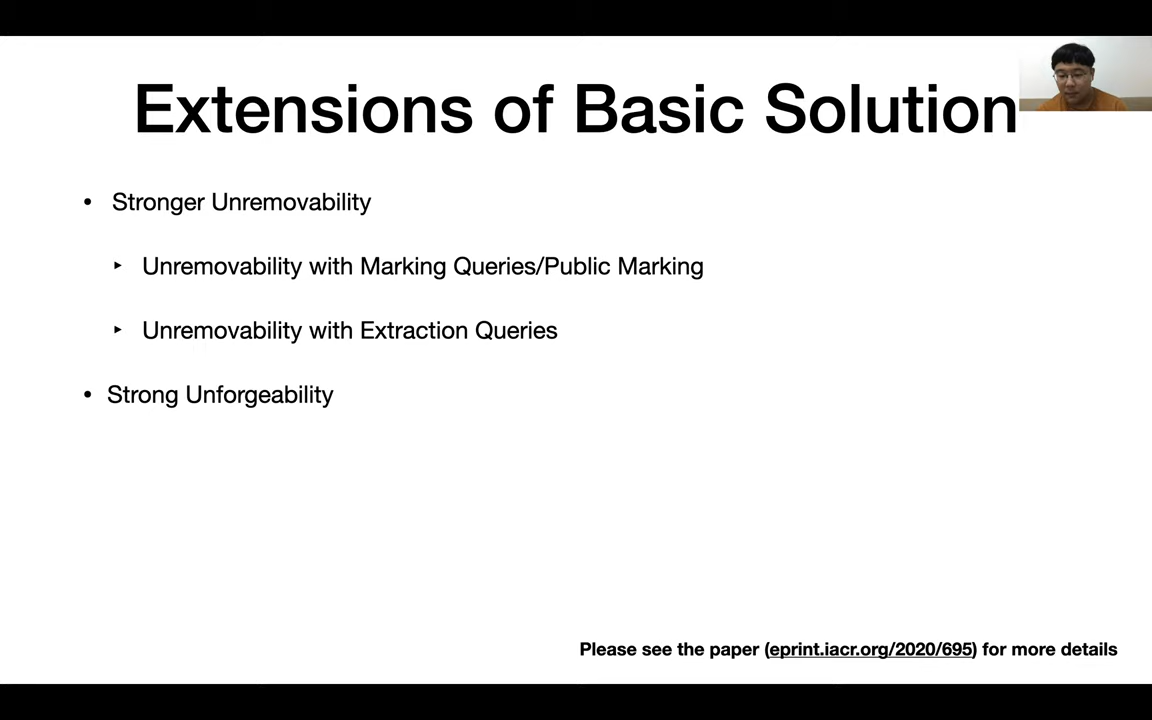 Extensions of Basic Solution
• Stronger Unremovability
‣ Unremovability with Marking Queries/Public Marking
‣ Unremovability with Extraction Queries
• Strong Unforgeability
Please see the paper (eprint.iacr.org/2020/695) for more details